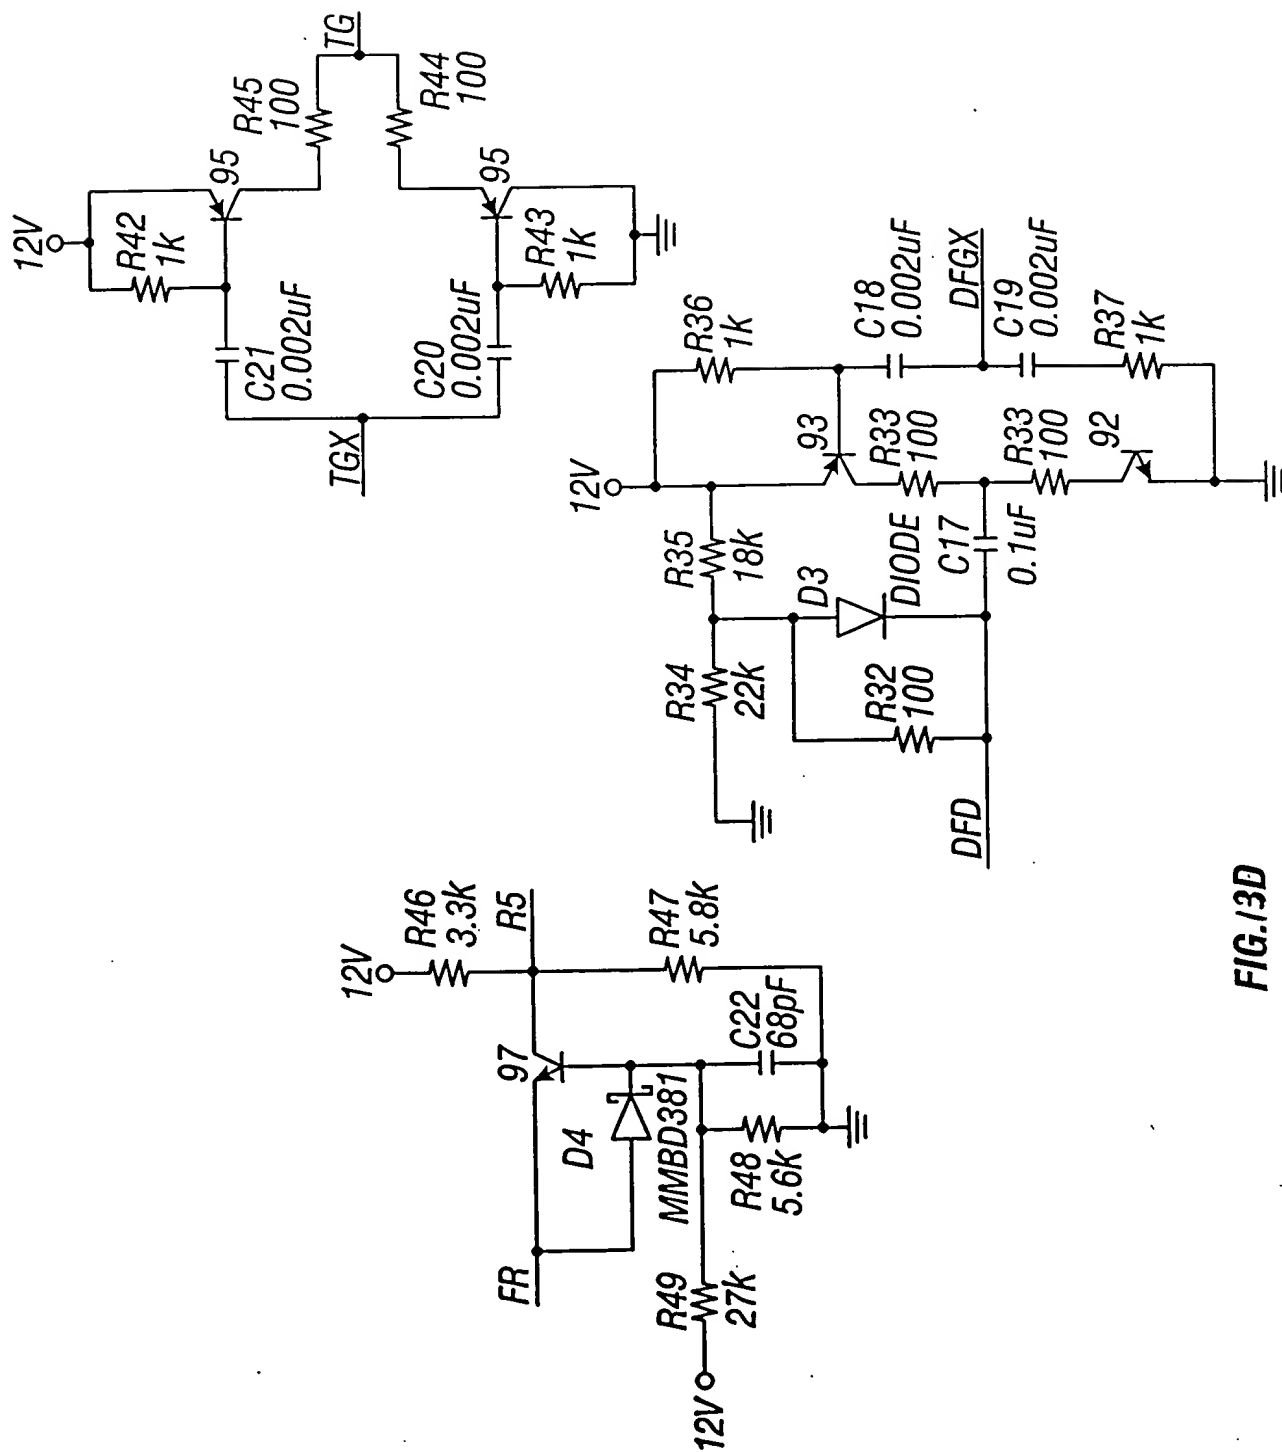 12V
R46
3.3k
R5
97
FR
D4
MMBD381
R47
5.8k
C22
68pF
R48
5.6k
R49
27k
12V
12V
R42
1k
95
R45
100
TG
C21
0.002uF
TGX
R44
100
95
C20
0.002uF
R43
1k
12V
R36
1k
R35
18k
93
C18
0.002uF
R34
22k
D3
DIODE
R33
100
DFGX
R32
100
C17
0.1uF
R33
100
C19
0.002uF
DFD
92
R37
1k
FIG.13D